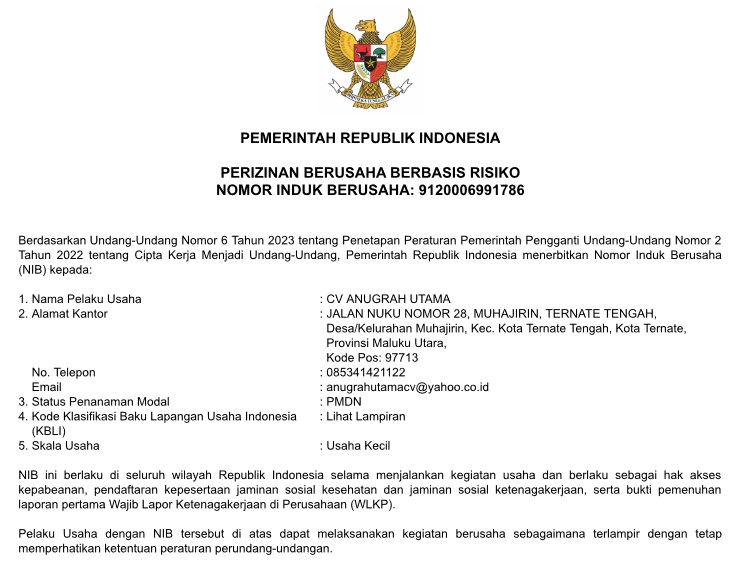 PEMERINTAH REPUBLIK INDONESIA
PERIZINAN BERUSAHA BERBASIS RISIKO
NOMOR INDUK BERUSAHA: 9120006991786
Berdasarkan Undang-Undang Nomor 6 Tahun 2023 tentang Penetapan Peraturan Pemerintah Pengganti Undang-Undang Nomor 2
Tahun 2022 tentang Cipta Kerja Menjadi Undang-Undang, Pemerintah Republik Indonesia menerbitkan Nomor Induk Berusaha
(NIB) kepada:
1. Nama Pelaku Usaha : CV ANUGRAH UTAMA
2. Alamat Kantor : JALAN NUKU NOMOR 28, MUHAJIRIN, TERNATE TENGAH,
Desa/Kelurahan Muhajirin, Kec. Kota Ternate Tengah, Kota Ternate,
Provinsi Maluku Utara,
Kode Pos: 97713
No. Telepon : 085341421122
Email : anugrahutamacv@yahoo.co.id
3. Status Penanaman Modal : PMDN
4. Kode Klasifikasi Baku Lapangan Usaha Indonesia : Lihat Lampiran
(KBLI)
5. Skala Usaha : Usaha Kecil
NIB ini berlaku di seluruh wilayah Republik Indonesia selama menjalankan kegiatan usaha dan berlaku sebagai hak akses
kepabeanan, pendaftaran kepesertaan jaminan sosial kesehatan dan jaminan sosial ketenagakerjaan, serta bukti pemenuhan
laporan pertama Wajib Lapor Ketenagakerjaan di Perusahaan (WLKP).
Pelaku Usaha dengan NIB tersebut di atas dapat melaksanakan kegiatan berusaha sebagaimana terlampir dengan tetap
memperhatikan ketentuan peraturan perundang-undangan.